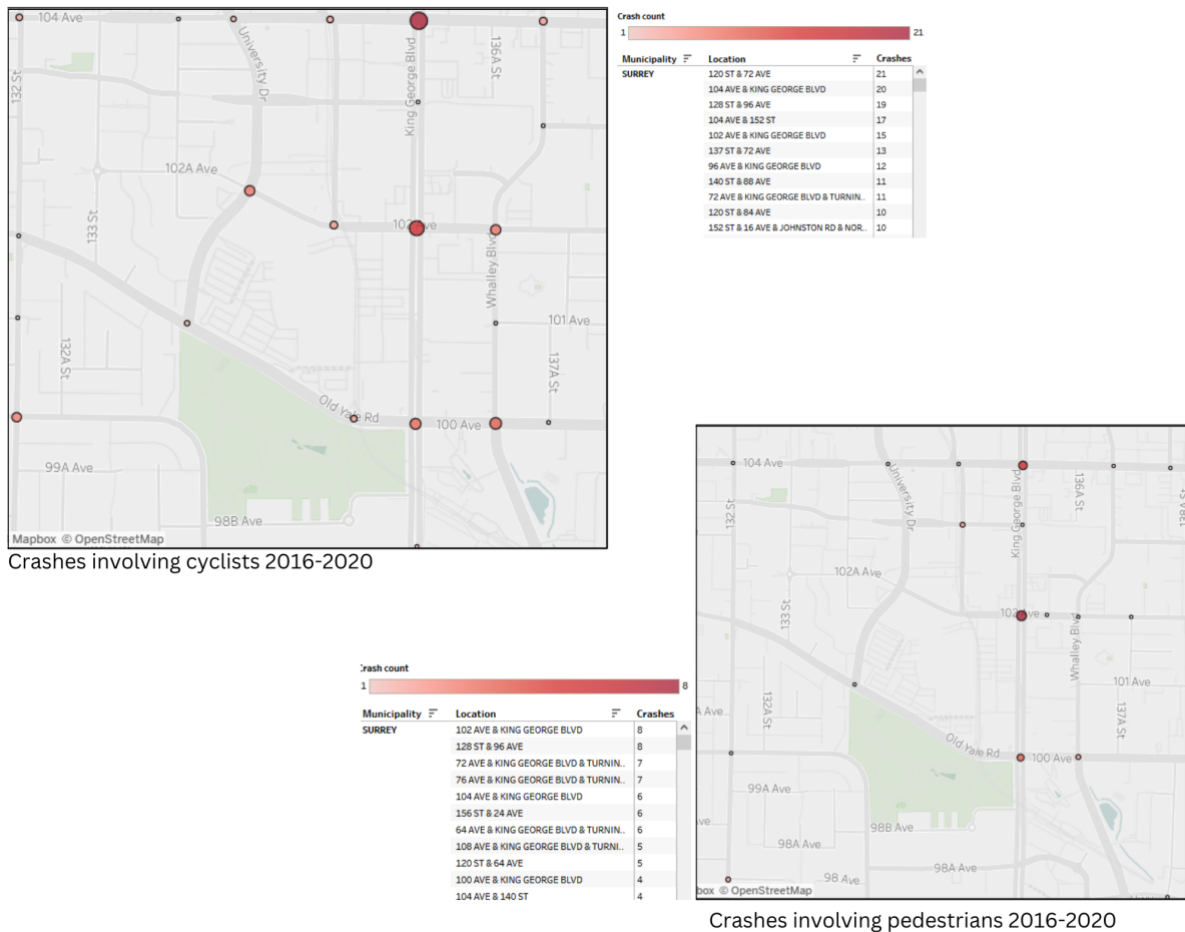 104 Ave
University Dr
King George Blvd
136A St
132 St
102A Ave
133 St
Whalley Blvd
101 Ave
132A St
137A St
Old Yale Rd
100 Ave
99A Ave
98B Ave
Mapbox © OpenStreetMap
Crashes involving cyclists 2016-2020
Crash count
1 21
Municipality Location Crashes
SURREY 120 ST & 72 AVE 21
104 AVE & KING GEORGE BLVD 20
128 ST & 96 AVE 19
104 AVE & 152 ST 17
102 AVE & KING GEORGE BLVD 15
137 ST & 72 AVE 13
96 AVE & KING GEORGE BLVD 12
140 ST & 88 AVE 11
72 AVE & KING GEORGE BLVD & TURNIN.. 11
120 ST & 84 AVE 10
152 ST & 16 AVE & JOHNSTON RD & NOR.. 10
104 Ave
University Dr
King George Blvd
136A St
132 St
102A Ave
133 St
Whalley Blvd
101 Ave
132A St
137A St
A Ave
Old Yale Rd
100 Ave
99A Ave
98B Ave
98A Ave
98A Ave
98 Ave
box © OpenStreetMap
Crashes involving pedestrians 2016-2020
rash count
1 8
Municipality Location Crashes
SURREY 102 AVE & KING GEORGE BLVD 8
128 ST & 96 AVE 8
72 AVE & KING GEORGE BLVD & TURNIN.. 7
76 AVE & KING GEORGE BLVD & TURNIN.. 7
104 AVE & KING GEORGE BLVD 6
156 ST & 24 AVE 6
64 AVE & KING GEORGE BLVD & TURNIN.. 6
108 AVE & KING GEORGE BLVD & TURNI.. 5
120 ST & 64 AVE 5
100 AVE & KING GEORGE BLVD 4
104 AVE & 140 ST 4